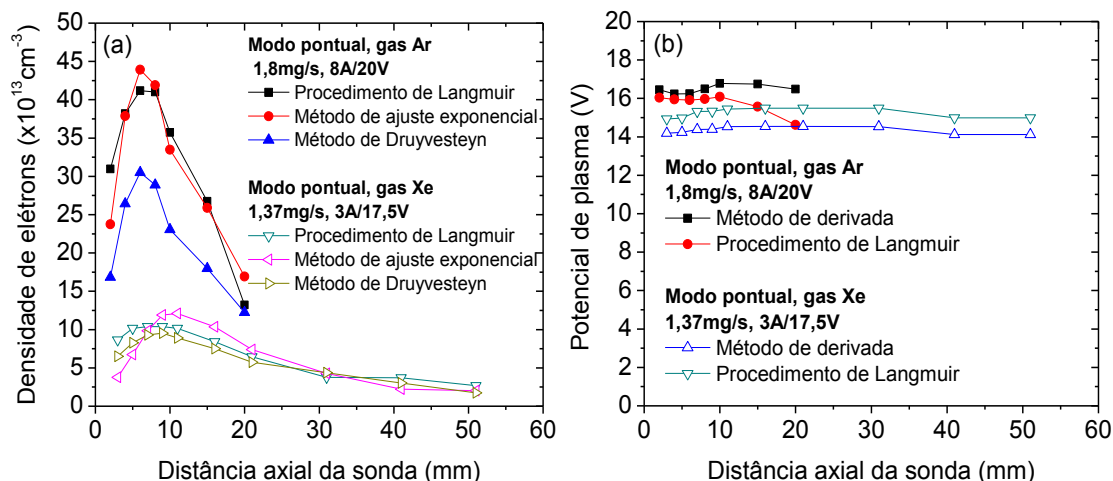 (a)
Densidade de elétrons (x10¹³cm⁻³)
50
45
40
35
30
25
20
15
10
5
0
Modo pontual, gas Ar
1,8mg/s, 8A/20V
Procedimento de Langmuir
Método de ajuste exponencial
Método de Druyvesteyn
Modo pontual, gas Xe
1,37mg/s, 3A/17,5V
Procedimento de Langmuir
Método de ajuste exponencial
Método de Druyvesteyn
0 10 20 30 40 50 60
Distância axial da sonda (mm)
(b)
Potencial de plasma (V)
20
18
16
14
12
10
8
6
4
2
0
Modo pontual, gas Ar
1,8mg/s, 8A/20V
Método de derivada
Procedimento de Langmuir
Modo pontual, gas Xe
1,37mg/s, 3A/17,5V
Método de derivada
Procedimento de Langmuir
0 10 20 30 40 50 60
Distância axial da sonda (mm)